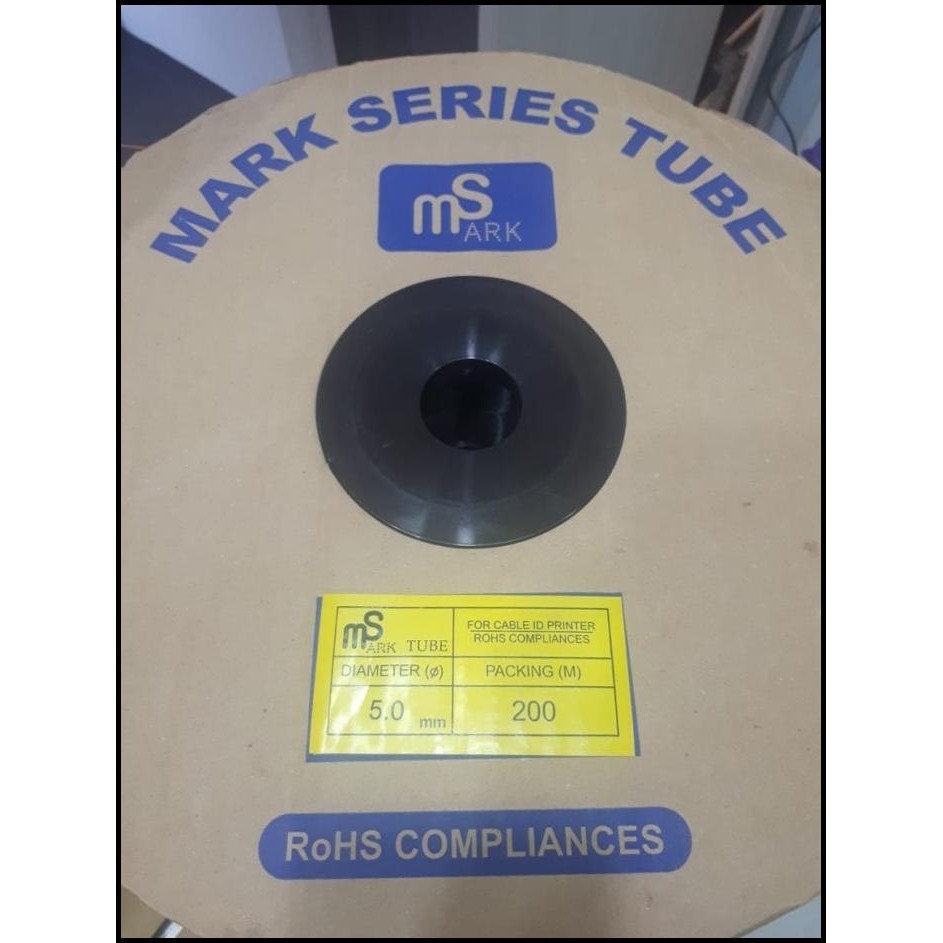 MARK SERIES TUBE
mS
ARK
mS
ARK TUBE
FOR CABLE ID PRINTER
ROHS COMPLIANCES
DIAMETER (ø)
PACKING (M)
5.0 mm
200
RoHS COMPLIANCES